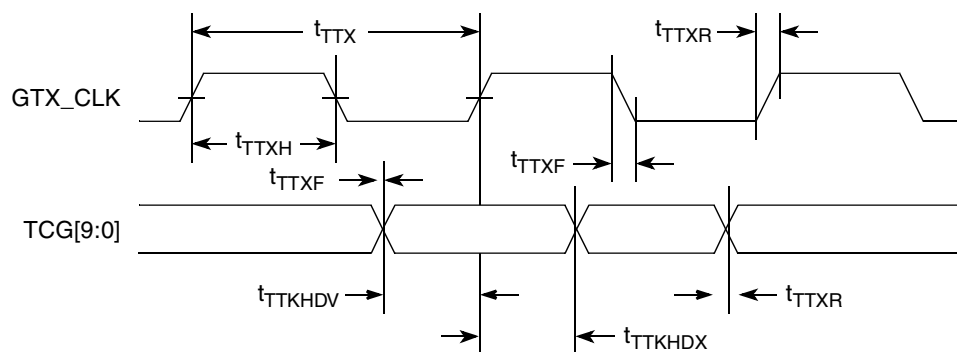 tTTX
tTTXR
GTX_CLK
tTTXH
tTTXF
tTTXF
TCG[9:0]
tTTKHDV
tTTXR
tTTKHDX